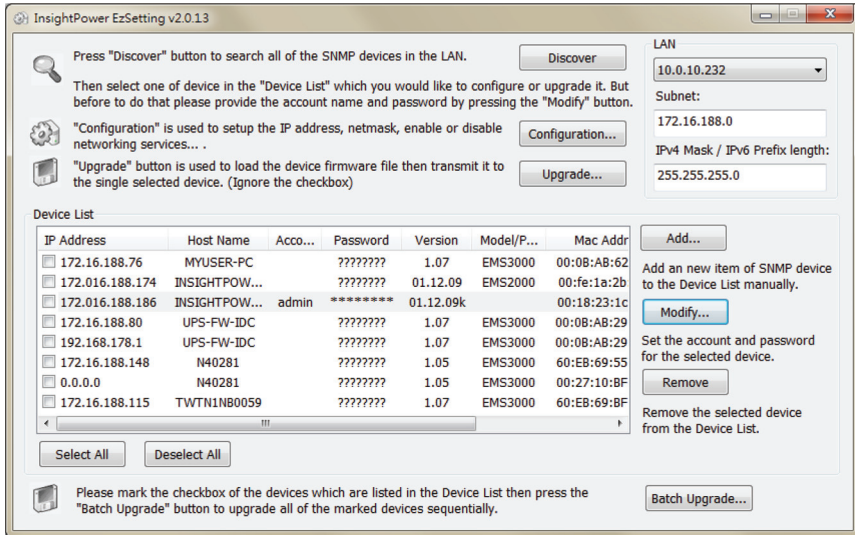 InsightPower EzSetting v2.0.13
Press "Discover" button to search all of the SNMP devices in the LAN.
Discover
Then select one of device in the "Device List" which you would like to configure or upgrade it. But
before to do that please provide the account name and password by pressing the "Modify" button.
"Configuration" is used to setup the IP address, netmask, enable or disable
networking services... .
Configuration...
"Upgrade" button is used to load the device firmware file then transmit it to
the single selected device. (Ignore the checkbox)
Upgrade...
LAN
10.0.10.232
Subnet:
172.16.188.0
IPv4 Mask / IPv6 Prefix length:
255.255.255.0
Device List
IP Address Host Name Acco... Password Version Model/P... Mac Addr
172.16.188.76 MYUSER-PC ???????? 1.07 EMS3000 00:0B:AB:62
172.016.188.174 INSIGHTPOW... ???????? 01.12.09 EMS2000 00:fe:1a:2b
172.016.188.186 INSIGHTPOW... admin ******** 01.12.09k 00:18:23:1c
172.16.188.80 UPS-FW-IDC ???????? 1.07 EMS3000 00:0B:AB:29
192.168.178.1 UPS-FW-IDC ???????? 1.07 EMS3000 00:0B:AB:29
172.16.188.148 N40281 ???????? 1.05 EMS3000 60:EB:69:55
0.0.0.0 N40281 ???????? 1.05 EMS3000 00:27:10:BF
172.16.188.115 TWTN1NB0059 ???????? 1.07 EMS3000 60:EB:69:BF
Add...
Add an new item of SNMP device
to the Device List manually.
Modify...
Set the account and password
for the selected device.
Remove
Remove the selected device
from the Device List.
Select All
Deselect All
Please mark the checkbox of the devices which are listed in the Device List then press the
"Batch Upgrade" button to upgrade all of the marked devices sequentially.
Batch Upgrade...